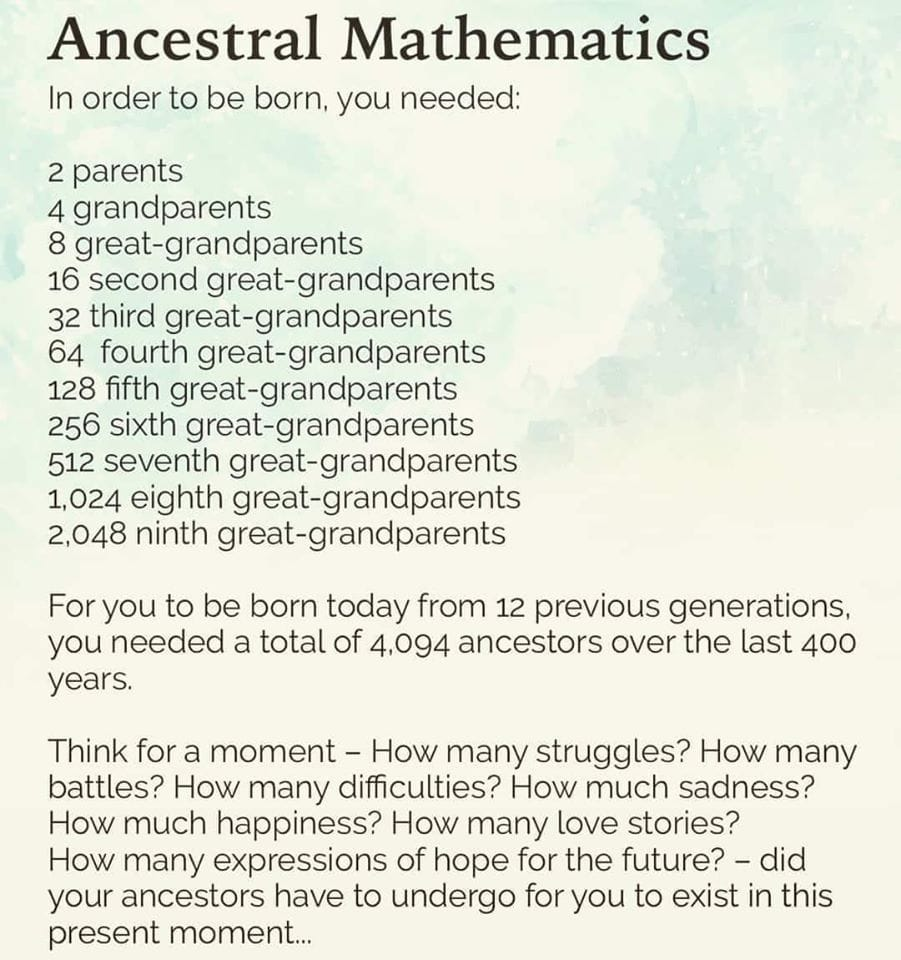 Ancestral Mathematics
In order to be born, you needed:
2 parents
4 grandparents
8 great-grandparents
16 second great-grandparents
32 third great-grandparents
64 fourth great-grandparents
128 fifth great-grandparents
256 sixth great-grandparents
512 seventh great-grandparents
1,024 eighth great-grandparents
2,048 ninth great-grandparents
For you to be born today from 12 previous generations,
you needed a total of 4,094 ancestors over the last 400
years.
Think for a moment – How many struggles? How many
battles? How many difficulties? How much sadness?
How much happiness? How many love stories?
How many expressions of hope for the future? – did
your ancestors have to undergo for you to exist in this
present moment...